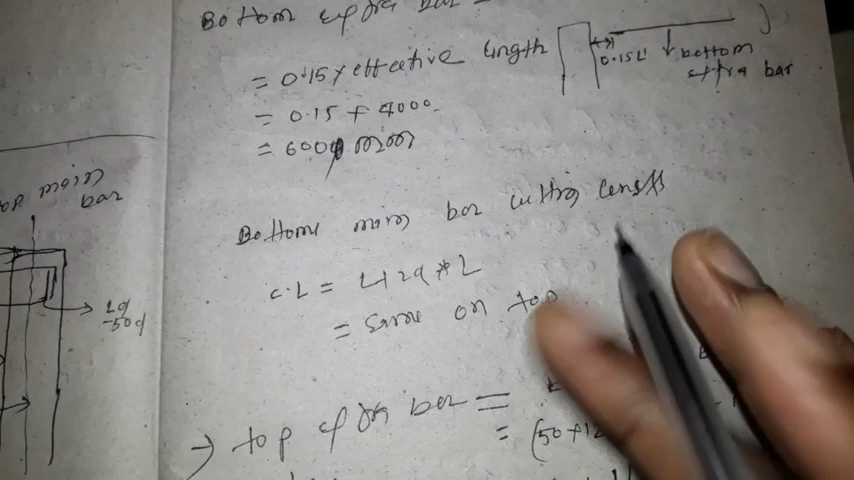 Bottom extra bar =
= 0.15 x effective length
= 0.15 x 4000
= 600 mm
0.15L
bottom
extra bar
Bottom main bar cutting length
C.L = L+2d*2
= same on top
main
bar
Ld
-50d
→ top extra bar =
= (50+12